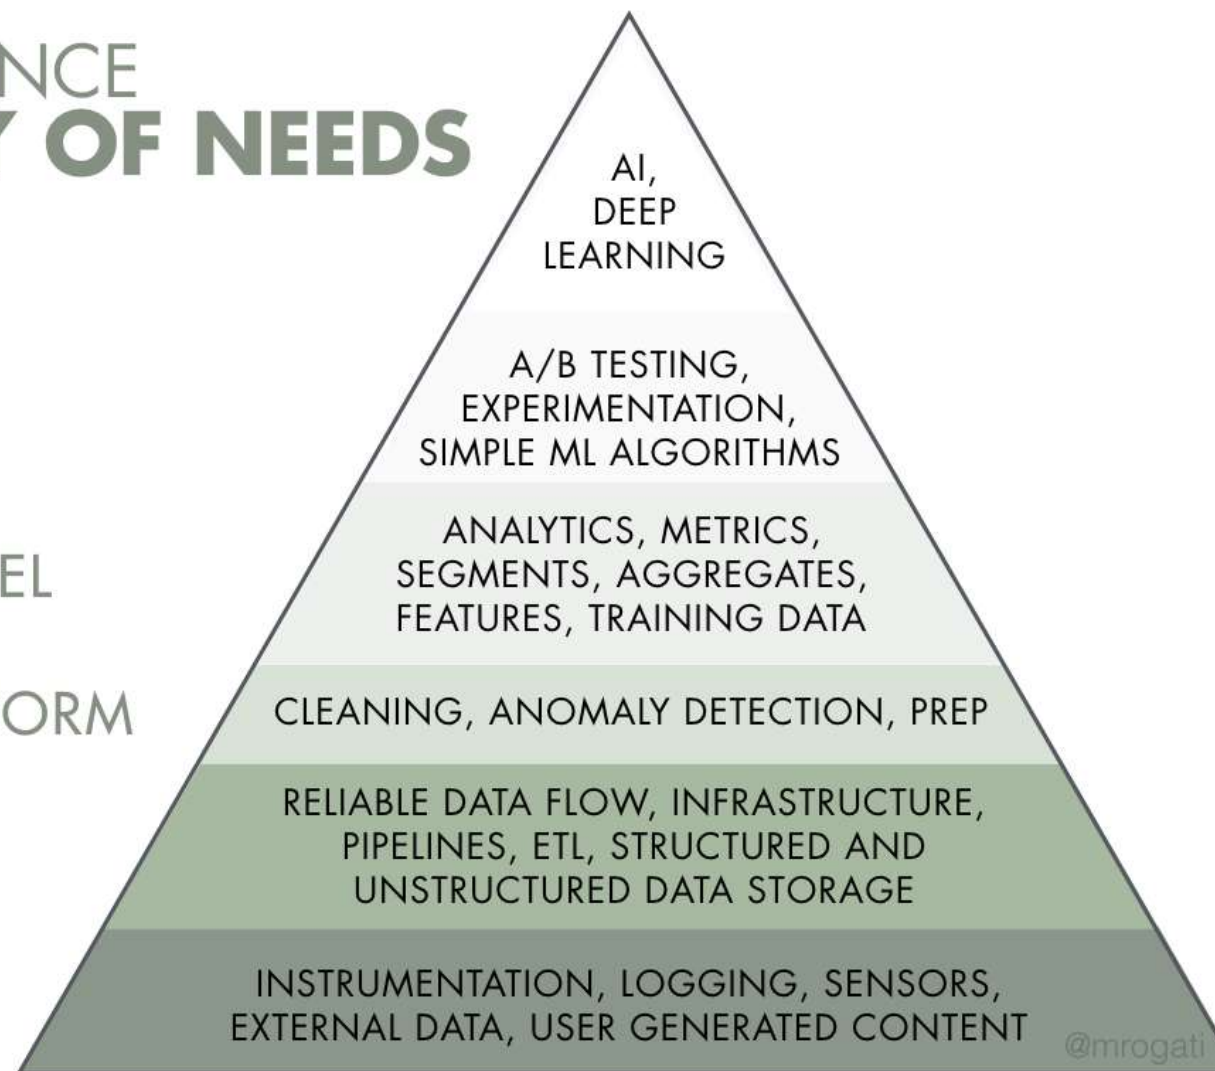 NCE
Y OF NEEDS
AI,
DEEP
LEARNING
A/B TESTING,
EXPERIMENTATION,
SIMPLE ML ALGORITHMS
ANALYTICS, METRICS,
SEGMENTS, AGGREGATES,
FEATURES, TRAINING DATA
EL
CLEANING, ANOMALY DETECTION, PREP
ORM
RELIABLE DATA FLOW, INFRASTRUCTURE,
PIPELINES, ETL, STRUCTURED AND
UNSTRUCTURED DATA STORAGE
INSTRUMENTATION, LOGGING, SENSORS,
EXTERNAL DATA, USER GENERATED CONTENT
@mrogati